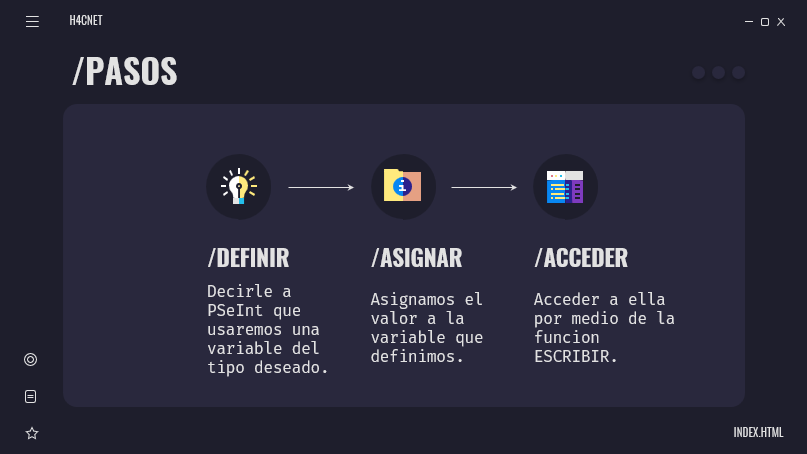 H4CNET
/PASOS
/DEFINIR
Decirle a
PSeInt que
usaremos una
variable del
tipo deseado.
/ASIGNAR
Asignamos el
valor a la
variable que
definimos.
/ACCEDER
Acceder a ella
por medio de la
funcion
ESCRIBIR.
INDEX.HTML